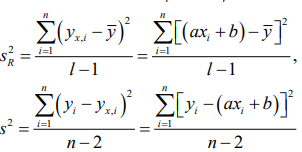 s_R^2 = \frac{\sum_{i=1}^{n}(y_{x,i} - \bar{y})^2}{l-1} = \frac{\sum_{i=1}^{n}[(ax_i + b) - \bar{y}]^2}{l-1},
s^2 = \frac{\sum_{i=1}^{n}(y_i - y_{x,i})^2}{n-2} = \frac{\sum_{i=1}^{n}[y_i - (ax_i + b)]^2}{n-2}